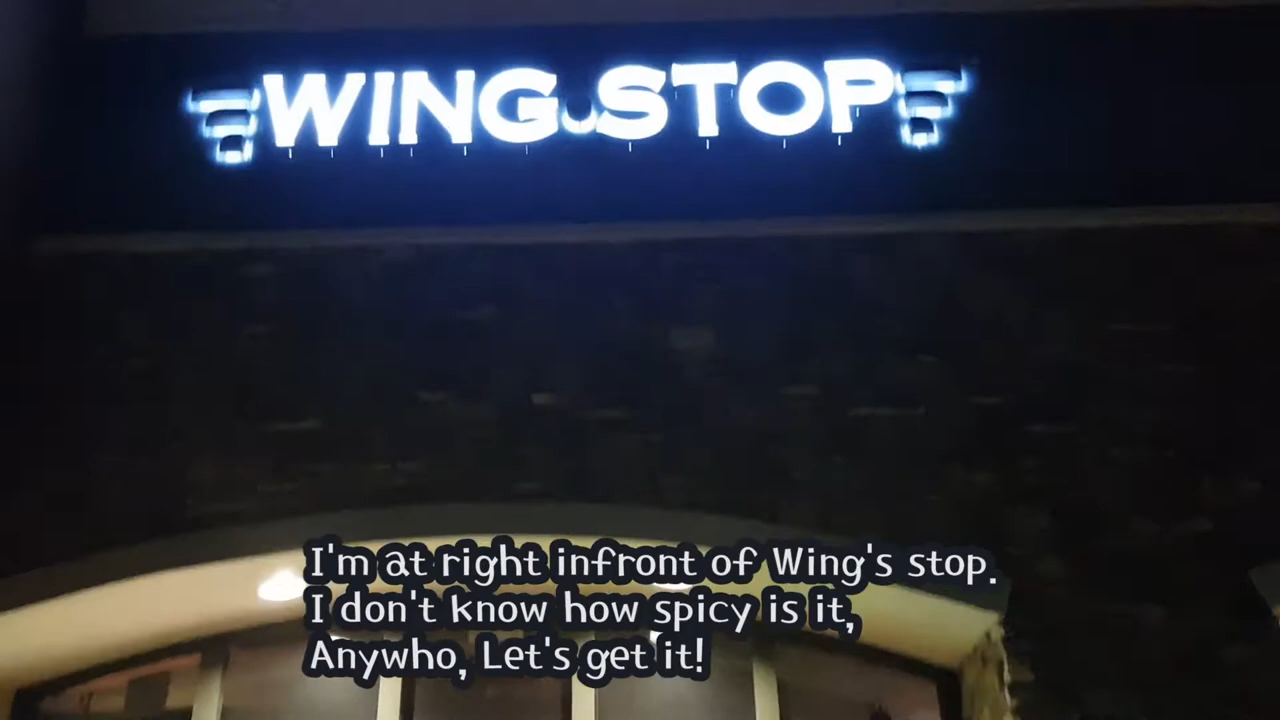 WING STOP
I'm at right infront of Wing's stop.
I don't know how spicy is it,
Anywho, Let's get it!